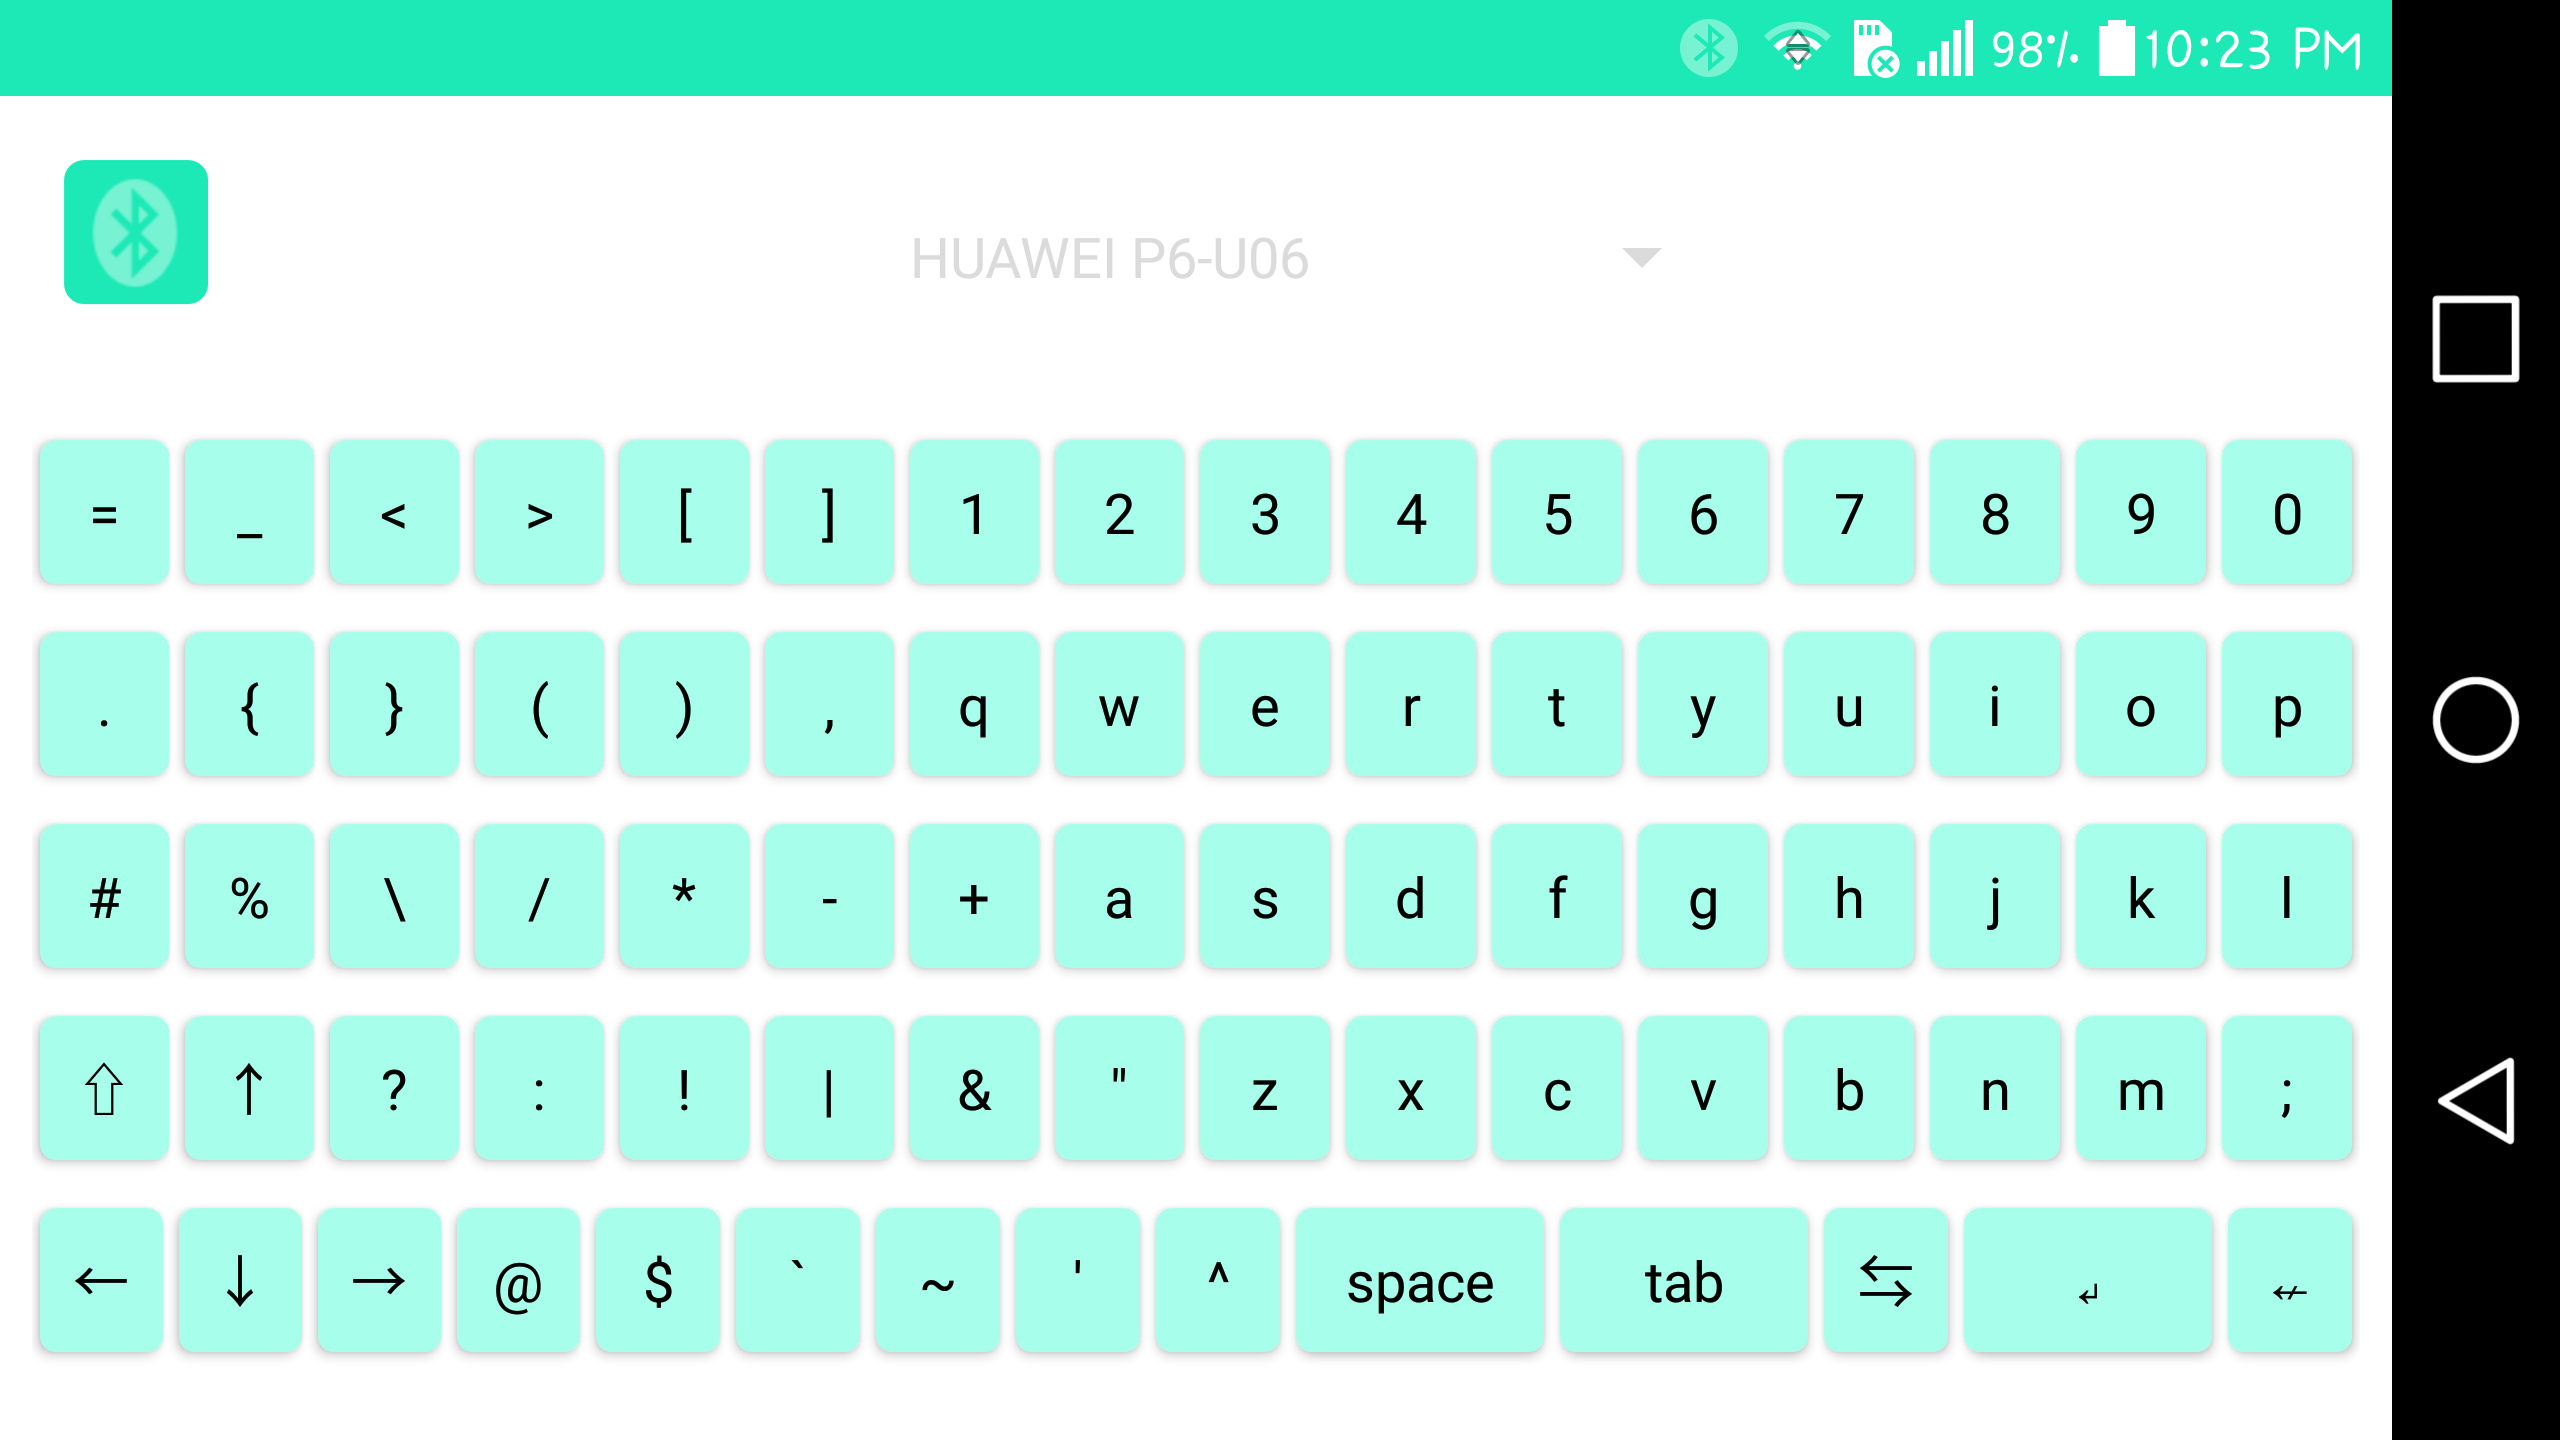 98% 10:23 PM
HUAWEI P6-U06
= _ < > [ ] 1 2 3 4 5 6 7 8 9 0
. { } ( ) , q w e r t y u i o p
# % \ / * - + a s d f g h j k l
⇧ ↑ ? : ! | & " z x c v b n m ;
← ↓ → @ $ ` ~ ' ^ space tab ⇆ ↲ ↚